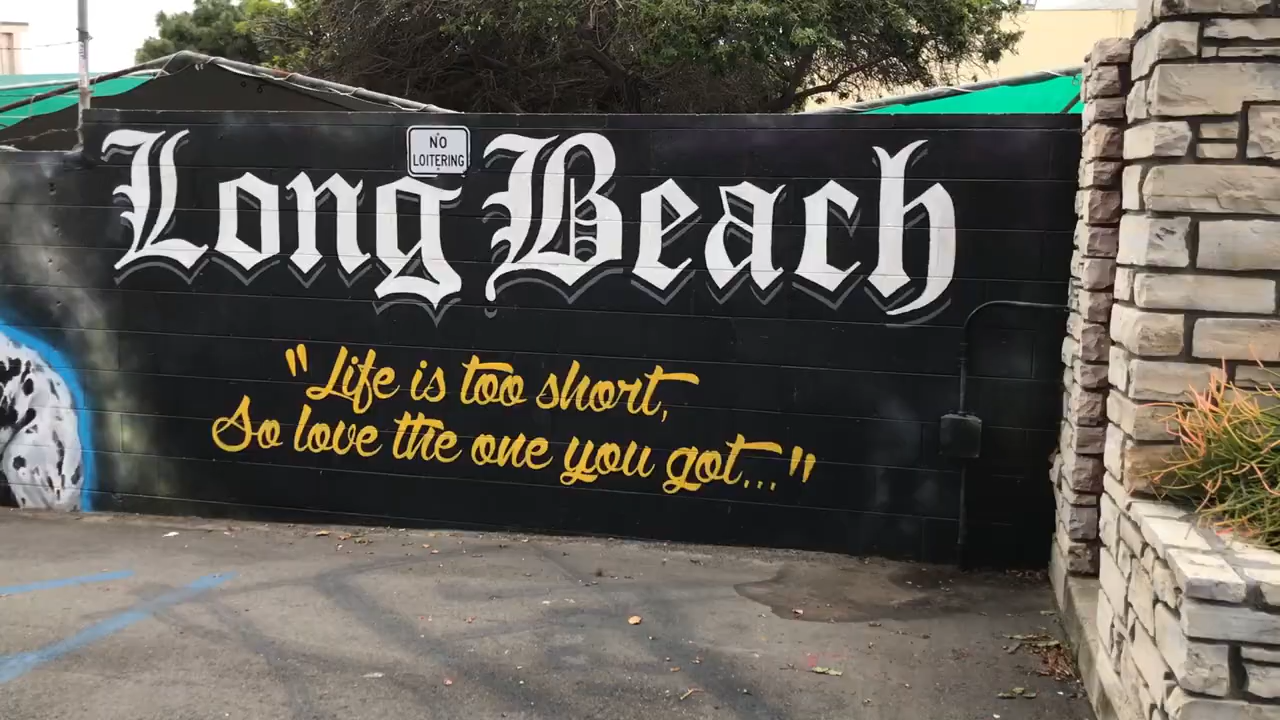 NO
LOITERING
Long Beach
"Life is too short,
So love the one you got..."